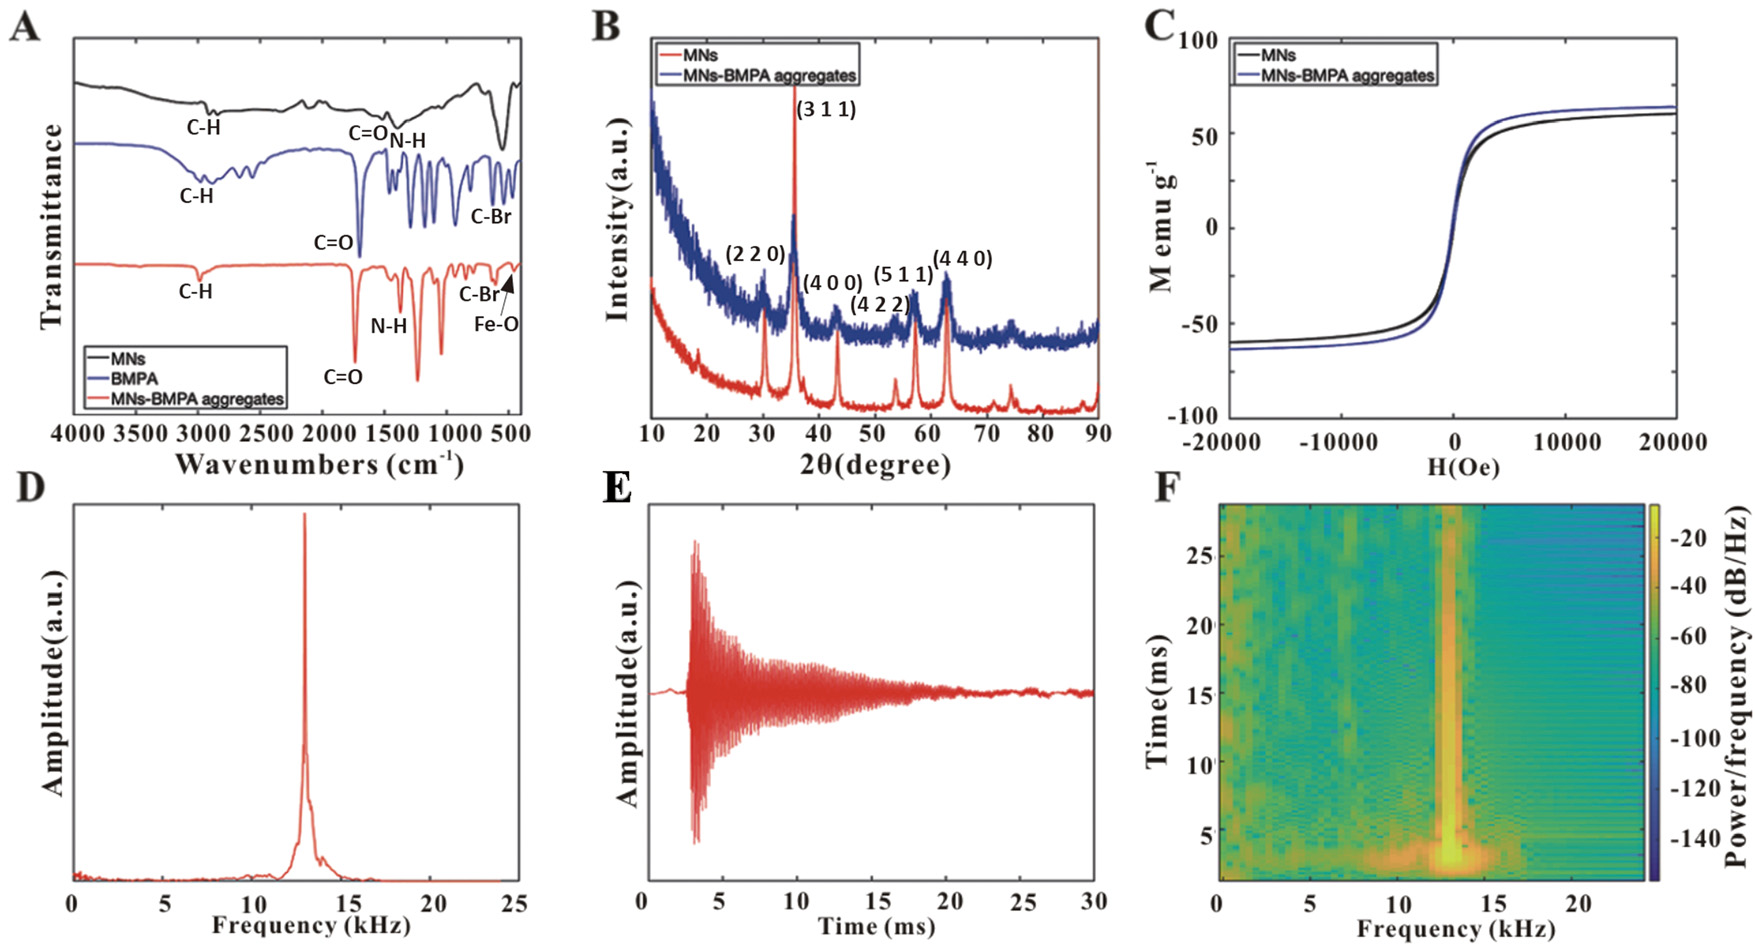 A
Transmittance
C-H
C=O
N-H
C-H
C=O
C-Br
C-H
C=O
N-H
C-Br
Fe-O
MNs
BMPA
MNs-BMPA aggregates
4000 3500 3000 2500 2000 1500 1000 500
Wavenumbers (cm-1)
B
MNs
MNs-BMPA aggregates
Intensity(a.u.)
(3 1 1)
(2 2 0)
(4 0 0)
(4 2 2)
(5 1 1)
(4 4 0)
10 20 30 40 50 60 70 80 90
2θ(degree)
C
MNs
MNs-BMPA aggregates
M emu g-1
100
50
0
-50
-100
-20000 -10000 0 10000 20000
H(Oe)
D
Amplitude(a.u.)
0 5 10 15 20 25
Frequency (kHz)
E
Amplitude(a.u.)
0 5 10 15 20 25 30
Time (ms)
F
Time(ms)
25
20
15
10
5
0 5 10 15 20
Frequency (kHz)
-20
-40
-60
-80
-100
-120
-140
Power/frequency (dB/Hz)